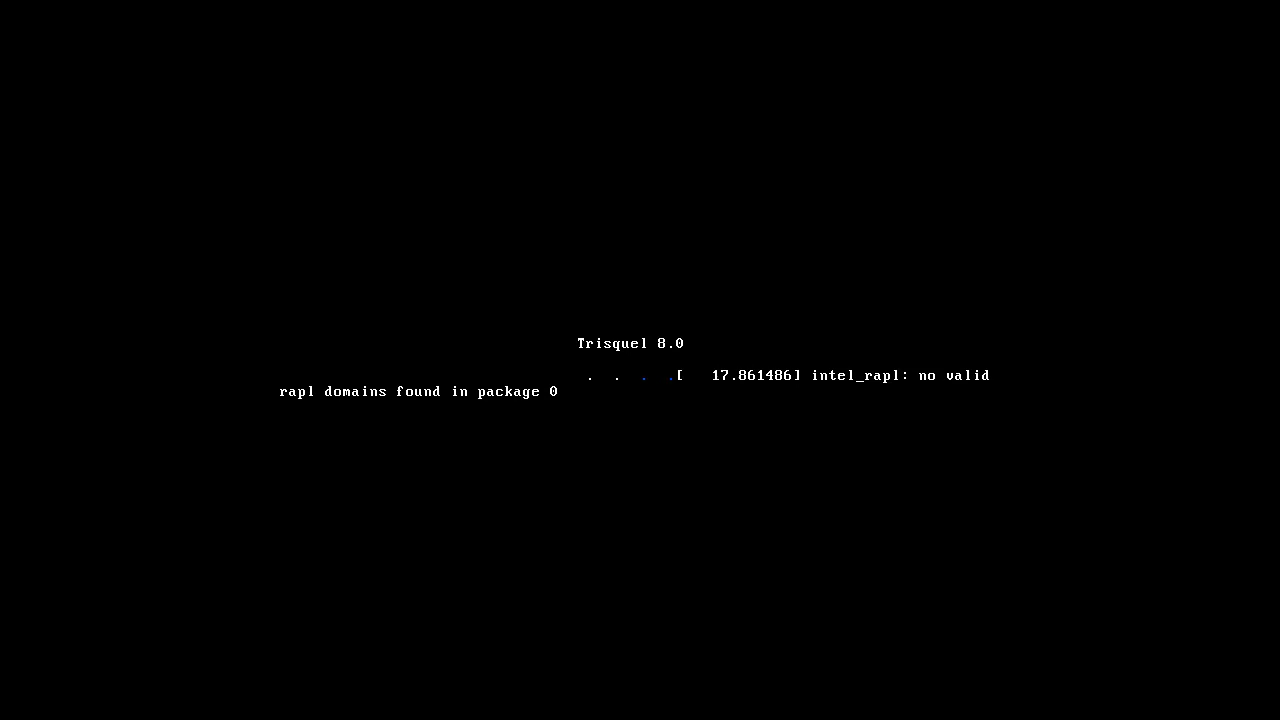 Trisquel 8.0
. . . .[   17.861486] intel_rapl: no valid
rapl domains found in package 0